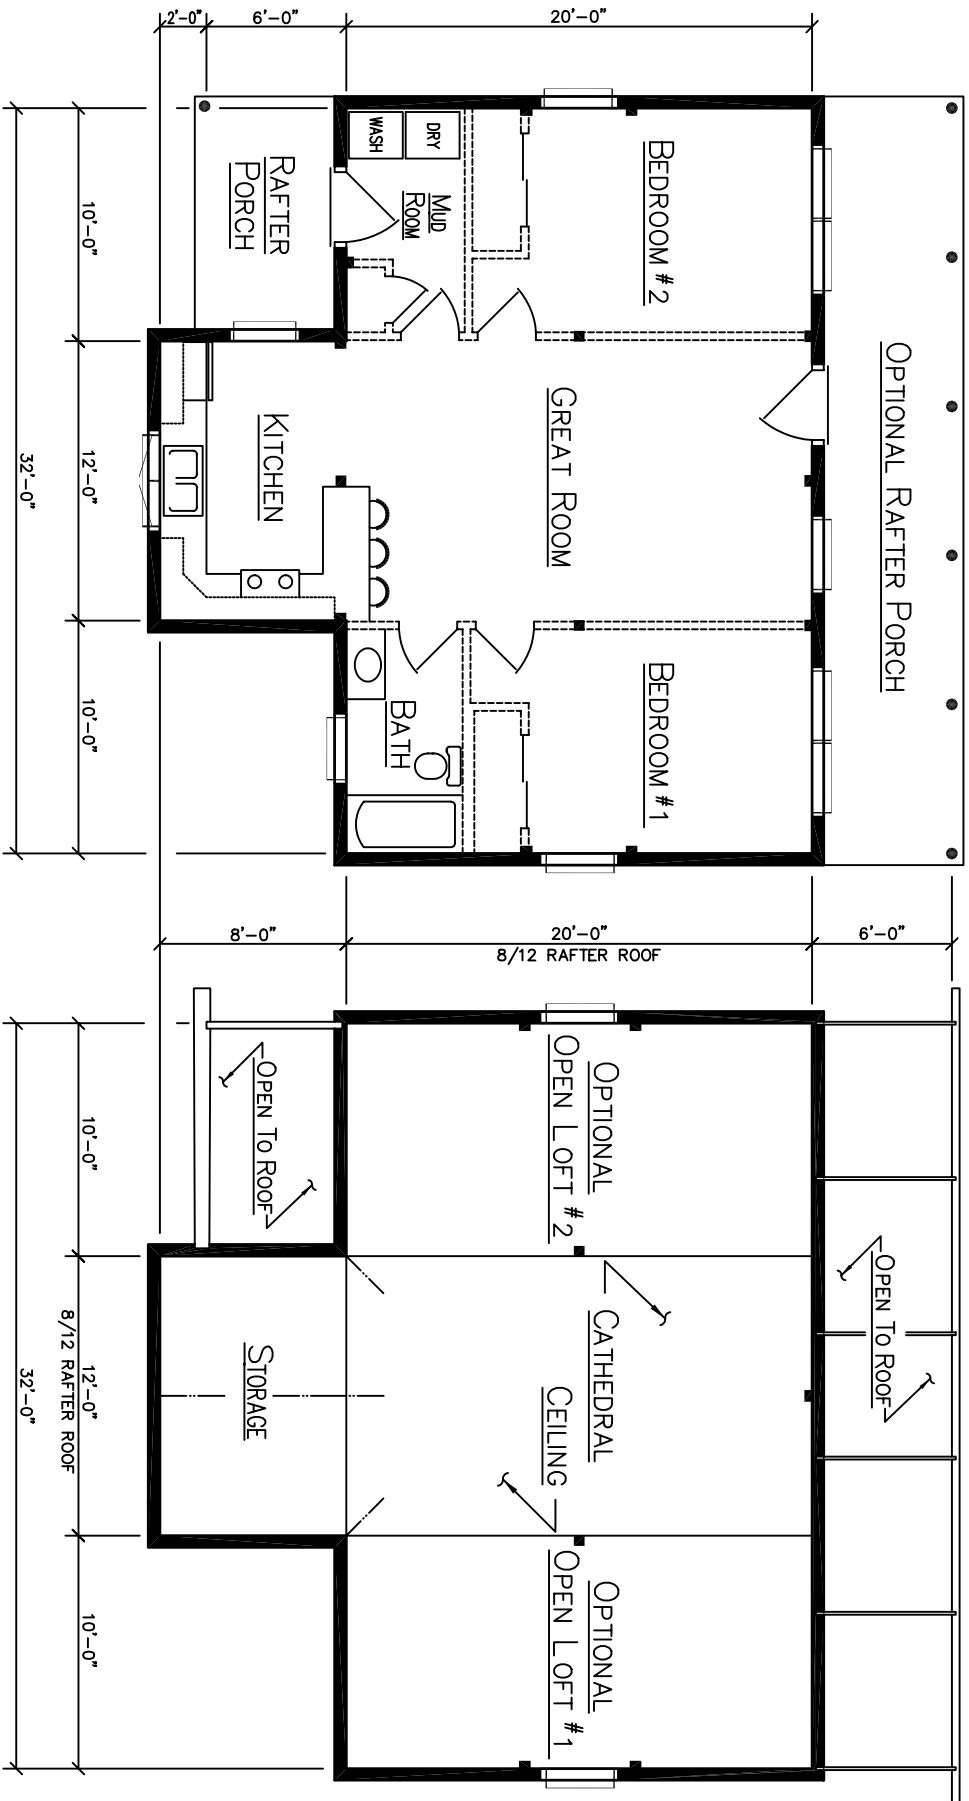 2'-0"
6'-0"
20'-0"
OPTIONAL RAFTER PORCH
BEDROOM #2
BEDROOM #1
GREAT ROOM
DRY
WASH
MUD
ROOM
BATH
RAFTER
PORCH
KITCHEN
10'-0"
12'-0"
10'-0"
32'-0"
8'-0"
20'-0"
8/12 RAFTER ROOF
6'-0"
OPEN TO ROOF
OPTIONAL
OPEN LOFT #2
CATHEDRAL
CEILING
OPTIONAL
OPEN LOFT #1
OPEN TO ROOF
STORAGE
10'-0"
12'-0"
10'-0"
8/12 RAFTER ROOF
32'-0"